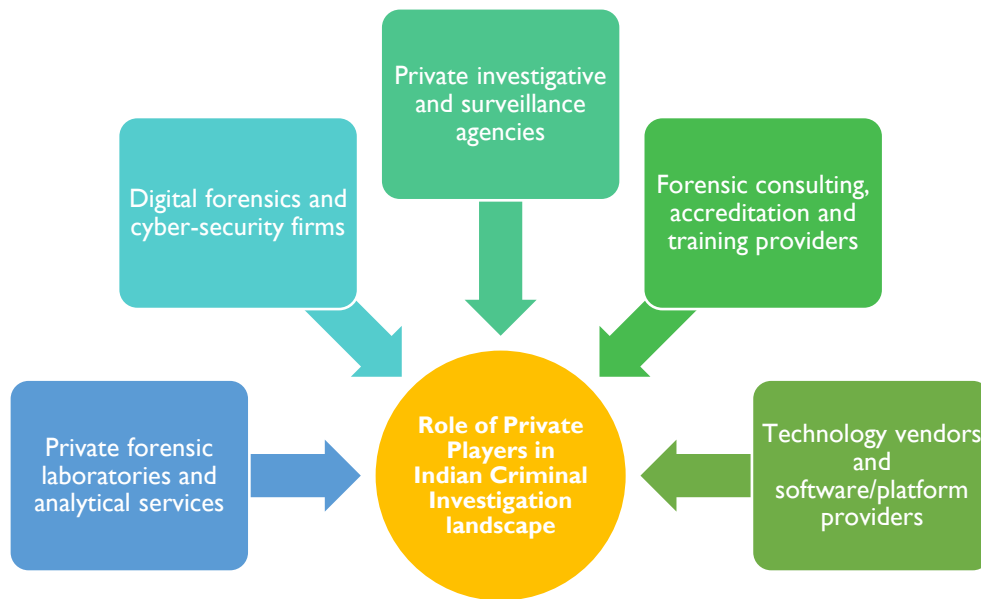 Private investigative
and surveillance
agencies
Digital forensics and
cyber-security firms
Forensic consulting,
accreditation and
training providers
Private forensic
laboratories and
analytical services
Role of Private
Players in
Indian Criminal
Investigation
landscape
Technology vendors
and
software/platform
providers